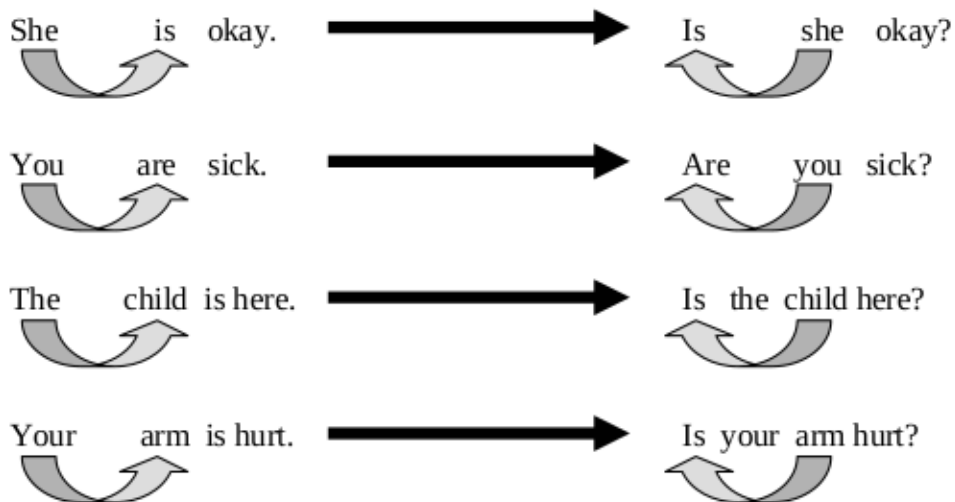 She is okay. Is she okay?
You are sick. Are you sick?
The child is here. Is the child here?
Your arm is hurt. Is your arm hurt?